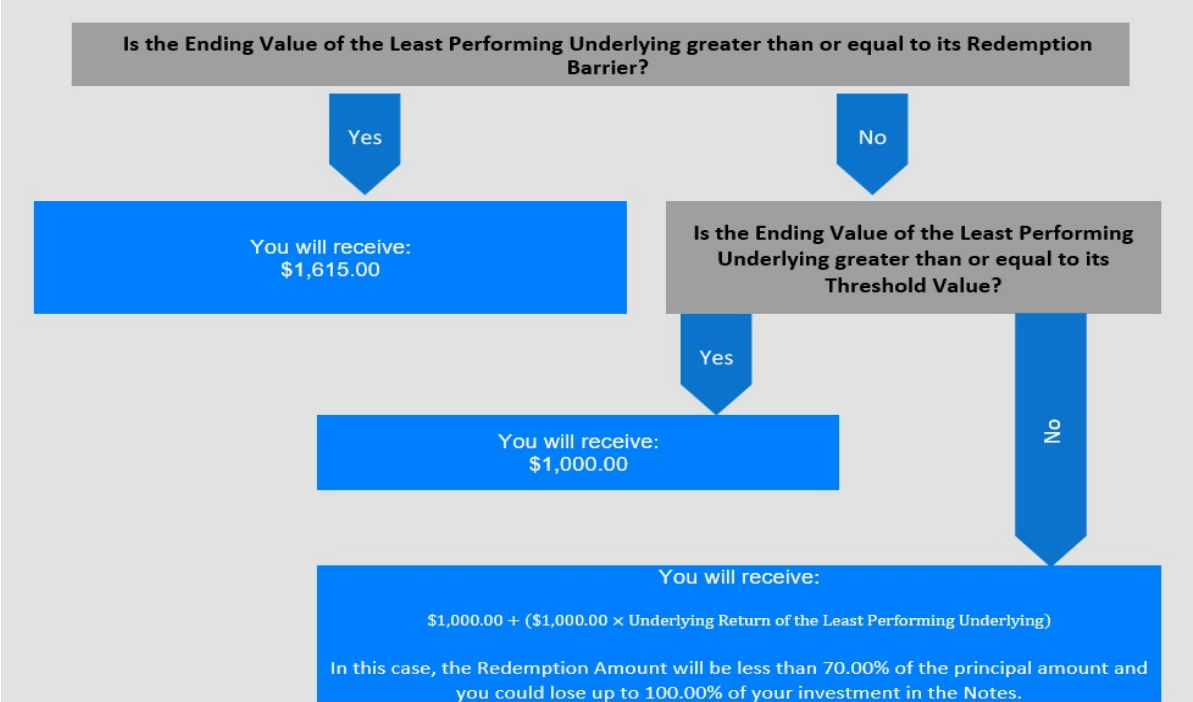 Is the Ending Value of the Least Performing Underlying greater than or equal to its Redemption
Barrier?
Yes
No
You will receive:
$1,615.00
Is the Ending Value of the Least Performing
Underlying greater than or equal to its
Threshold Value?
Yes
No
You will receive:
$1,000.00
You will receive:
$1,000.00 + ($1,000.00 × Underlying Return of the Least Performing Underlying)
In this case, the Redemption Amount will be less than 70.00% of the principal amount and
you could lose up to 100.00% of your investment in the Notes.